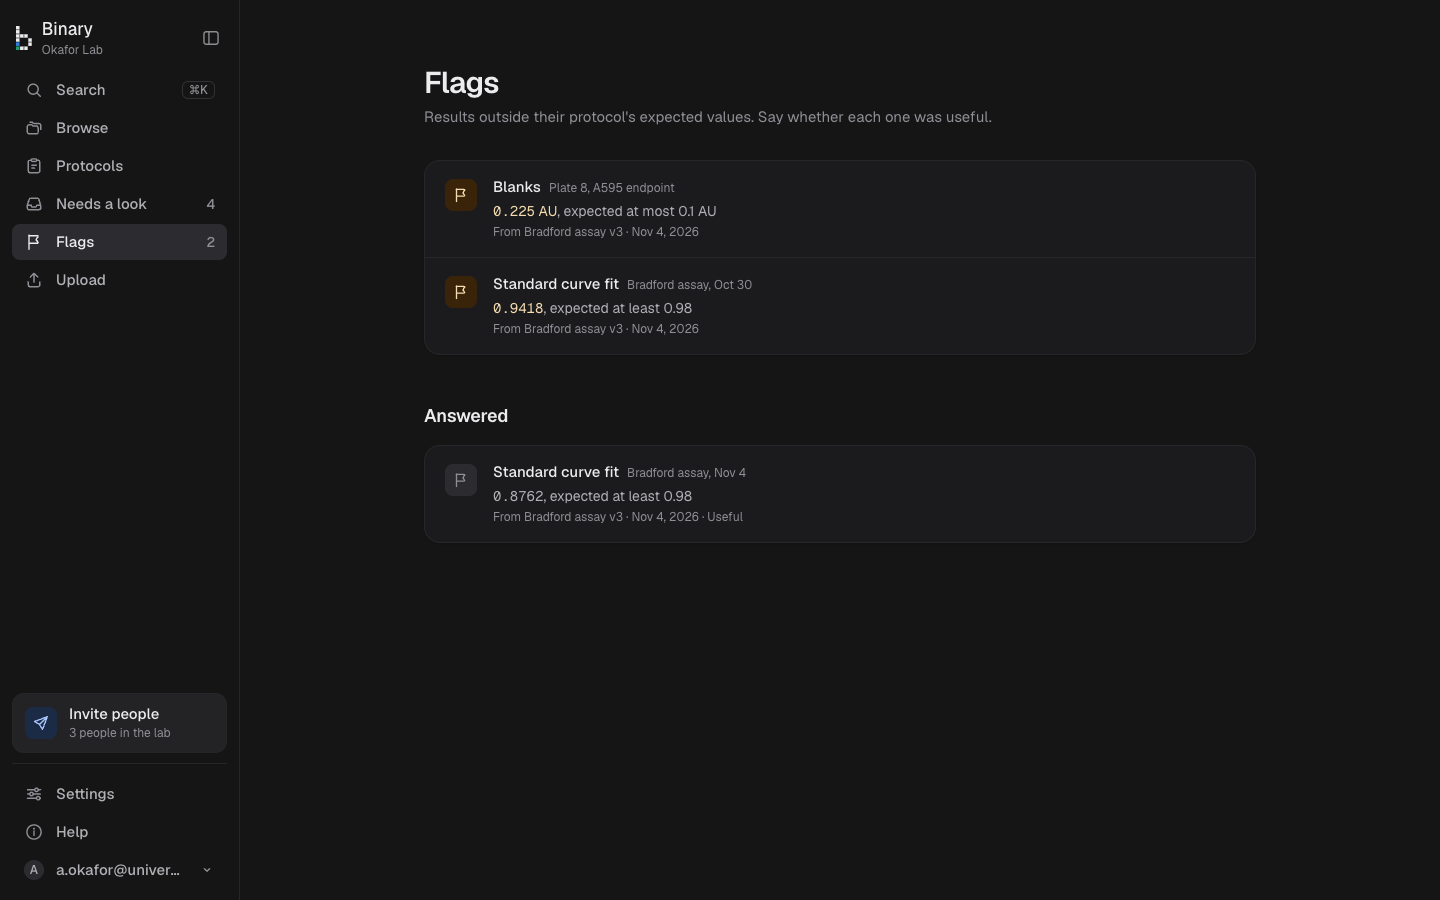 Binary
Okafor Lab
Search ⌘K
Browse
Protocols
Needs a look 4
Flags 2
Upload
Invite people
3 people in the lab
Settings
Help
A a.okafor@univer...
Flags
Results outside their protocol's expected values. Say whether each one was useful.
Blanks Plate 8, A595 endpoint
0.225 AU, expected at most 0.1 AU
From Bradford assay v3 · Nov 4, 2026
Standard curve fit Bradford assay, Oct 30
0.9418, expected at least 0.98
From Bradford assay v3 · Nov 4, 2026
Answered
Standard curve fit Bradford assay, Nov 4
0.8762, expected at least 0.98
From Bradford assay v3 · Nov 4, 2026 · Useful